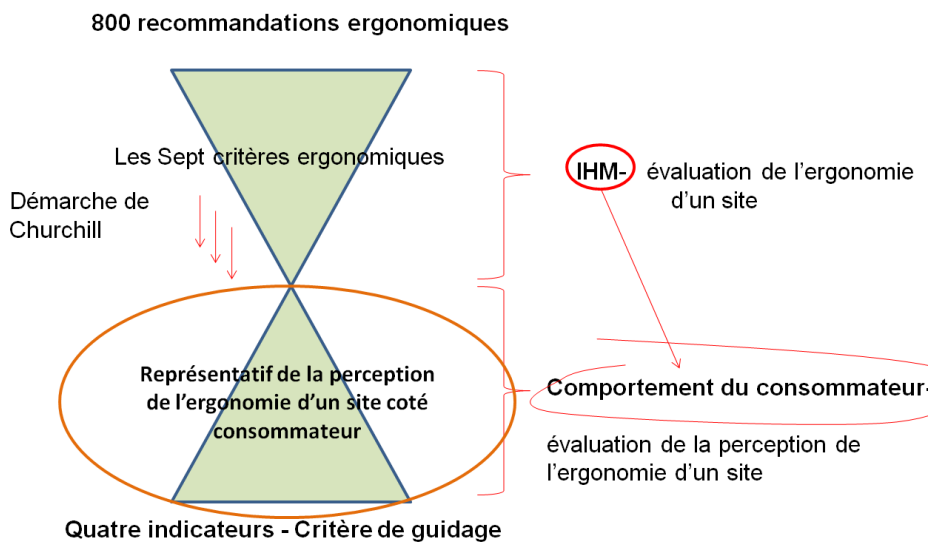 800 recommandations ergonomiques
Les Sept critères ergonomiques
Démarche de
Churchill
IHM- évaluation de l'ergonomie
d'un site
Représentatif de la perception
de l'ergonomie d'un site coté
consommateur
Comportement du consommateur-
évaluation de la perception de
l'ergonomie d'un site
Quatre indicateurs - Critère de guidage